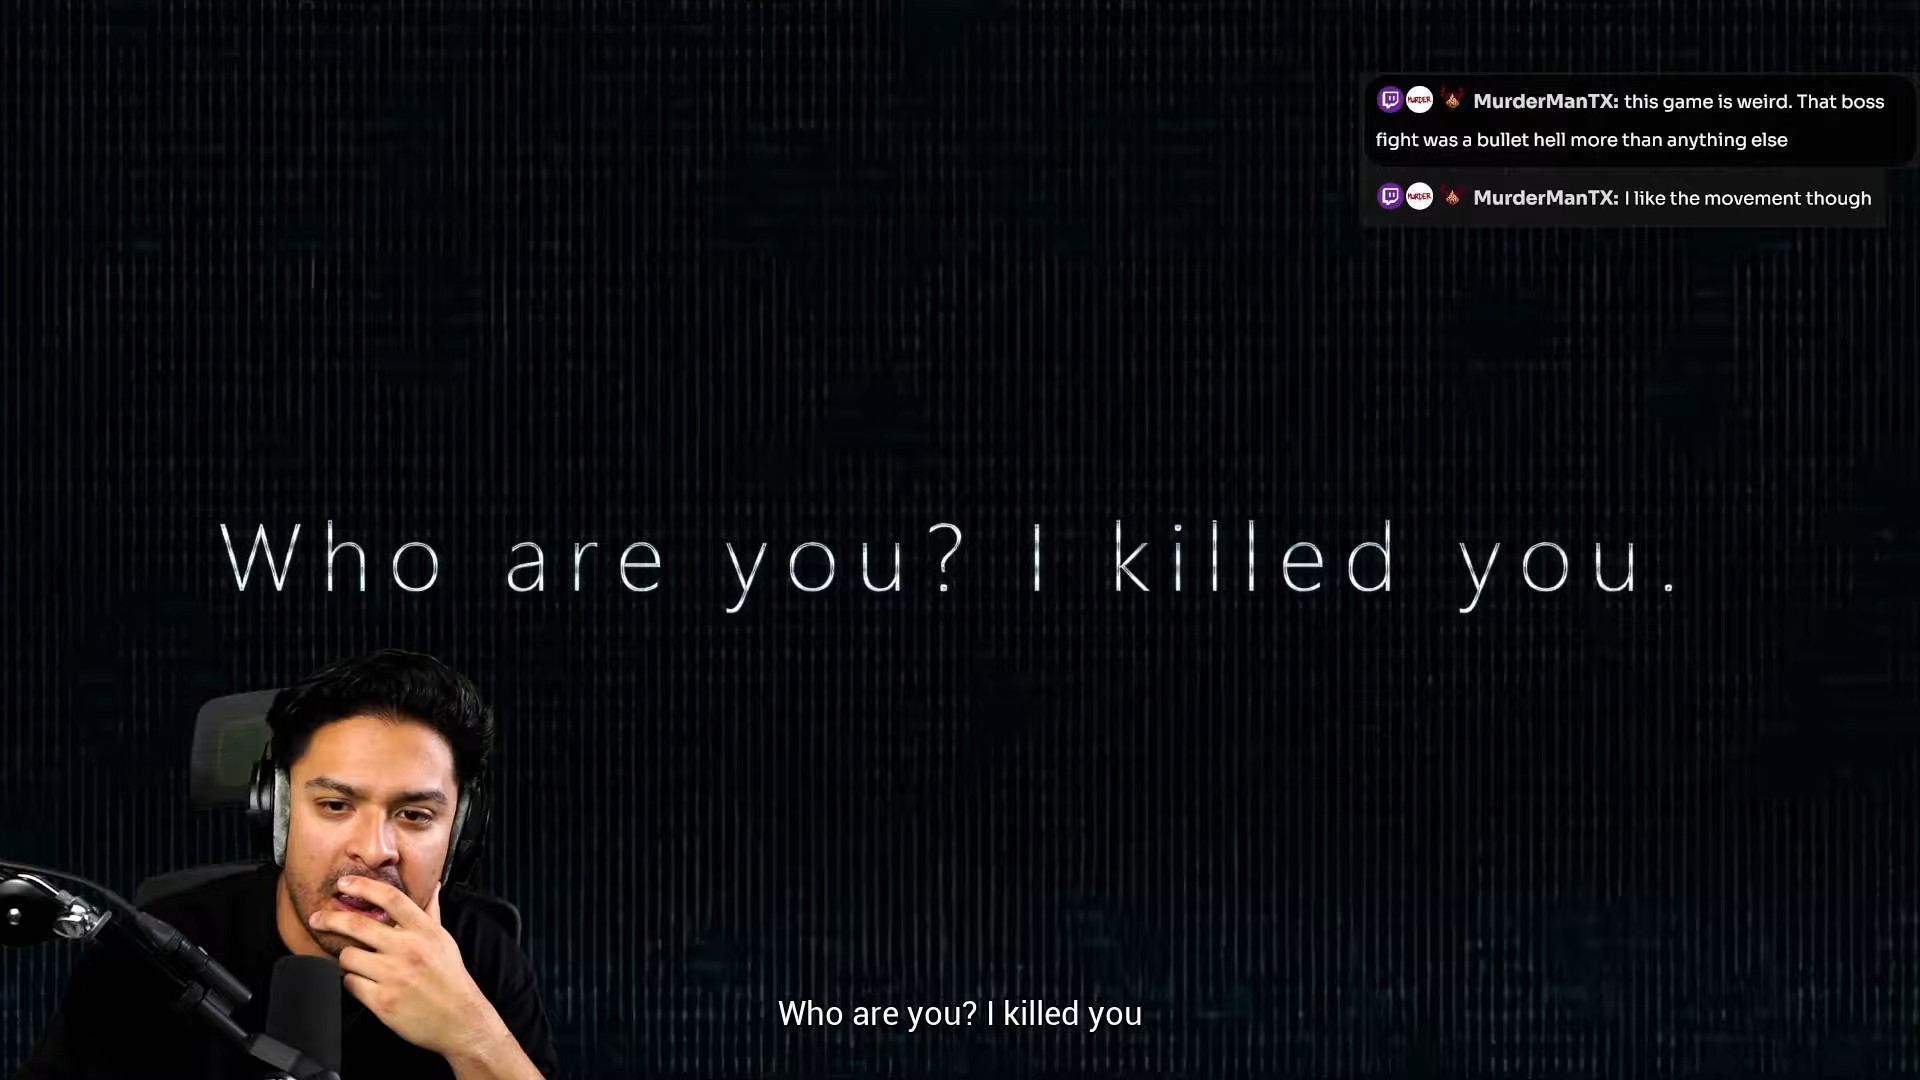 MurderManTX: this game is weird. That boss
fight was a bullet hell more than anything else
MurderManTX: I like the movement though
Who are you? I killed you.
Who are you? I killed you